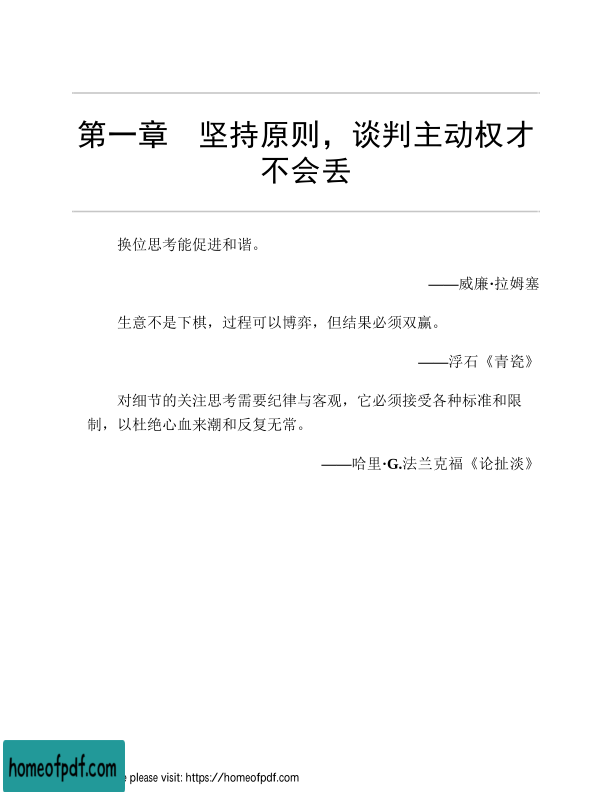 第一章　坚持原则，谈判主动权才
不会丢
换位思考能促进和谐。
——威廉·拉姆塞
生意不是下棋，过程可以博弈，但结果必须双赢。
——浮石《青瓷》
对细节的关注思考需要纪律与客观，它必须接受各种标准和限
制，以杜绝心血来潮和反复无常。
——哈里·G.法兰克福《论扯淡》
homeofpdf.com
please visit: https://homeofpdf.com